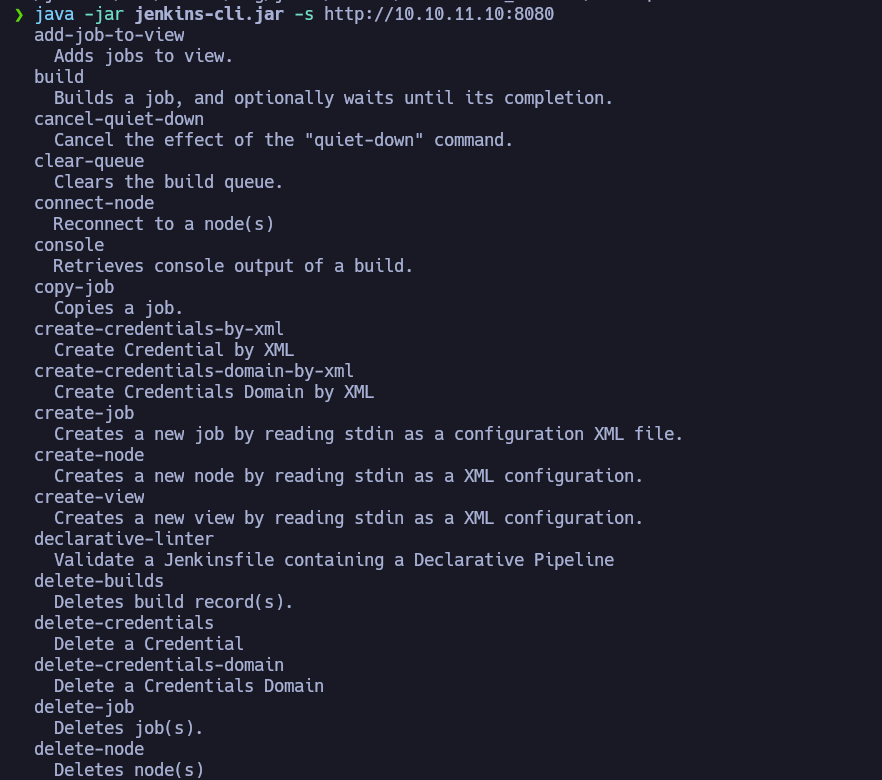 ❯ java -jar jenkins-cli.jar -s http://10.10.11.10:8080
add-job-to-view
Adds jobs to view.
build
Builds a job, and optionally waits until its completion.
cancel-quiet-down
Cancel the effect of the "quiet-down" command.
clear-queue
Clears the build queue.
connect-node
Reconnect to a node(s)
console
Retrieves console output of a build.
copy-job
Copies a job.
create-credentials-by-xml
Create Credential by XML
create-credentials-domain-by-xml
Create Credentials Domain by XML
create-job
Creates a new job by reading stdin as a configuration XML file.
create-node
Creates a new node by reading stdin as a XML configuration.
create-view
Creates a new view by reading stdin as a XML configuration.
declarative-linter
Validate a Jenkinsfile containing a Declarative Pipeline
delete-builds
Deletes build record(s).
delete-credentials
Delete a Credential
delete-credentials-domain
Delete a Credentials Domain
delete-job
Deletes job(s).
delete-node
Deletes node(s)